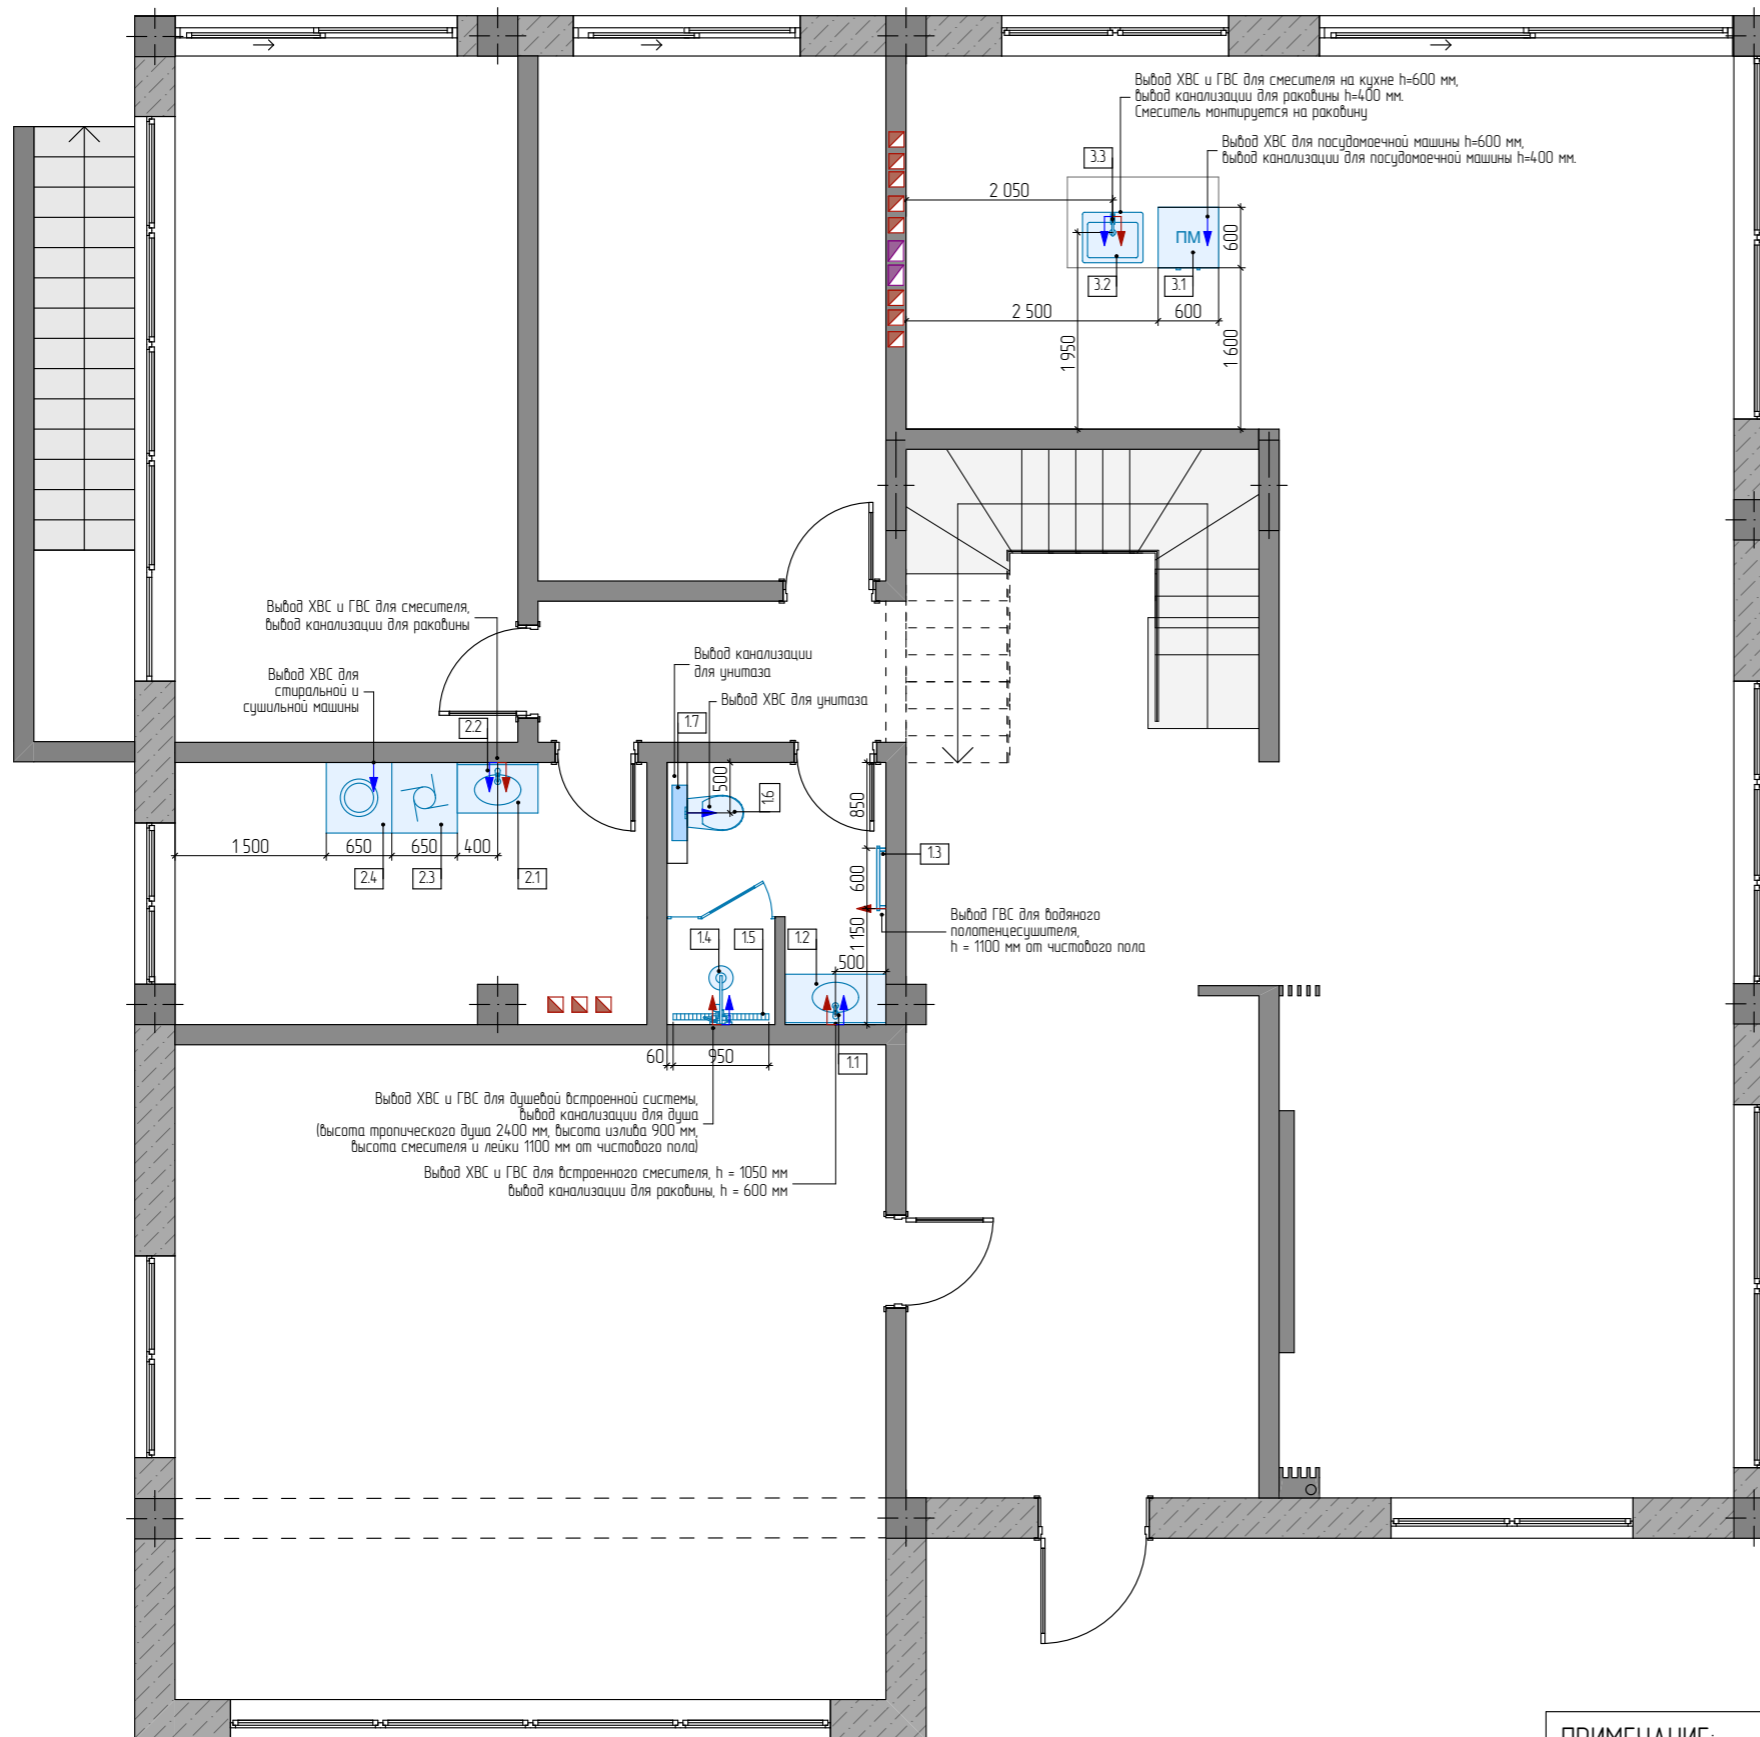 Вывод ХВС и ГВС для смесителя на кухне h=600 мм,
вывод канализации для раковины h=400 мм.
Смеситель монтируется на раковину
Вывод ХВС для посудомоечной машины h=600 мм,
вывод канализации для посудомоечной машины h=400 мм.
3.3
2 050
ПМ
600
3.2
3.1
2 500
600
1 950
1 600
Вывод ХВС и ГВС для смесителя,
вывод канализации для раковины
Вывод канализации
для унитаза
Вывод ХВС для
стиральной и
сушильной машины
Вывод ХВС для унитаза
2.2
1.7
500
1.6
850
1 500
650
650
400
2.4
2.3
2.1
1.3
600
Вывод ГВС для водяного
полотенцесушителя,
h = 1100 мм от чистового пола
1.4
1.5
1.2
1 150
500
60
950
1.1
Вывод ХВС и ГВС для душевой встроенной системы,
вывод канализации для душа
(высота тропического душа 2400 мм, высота излива 900 мм,
высота смесителя и лейки 1100 мм от чистового пола)
Вывод ХВС и ГВС для встроенного смесителя, h = 1050 мм
вывод канализации для раковины, h = 600 мм
ПРИМЕЧАНИЕ: